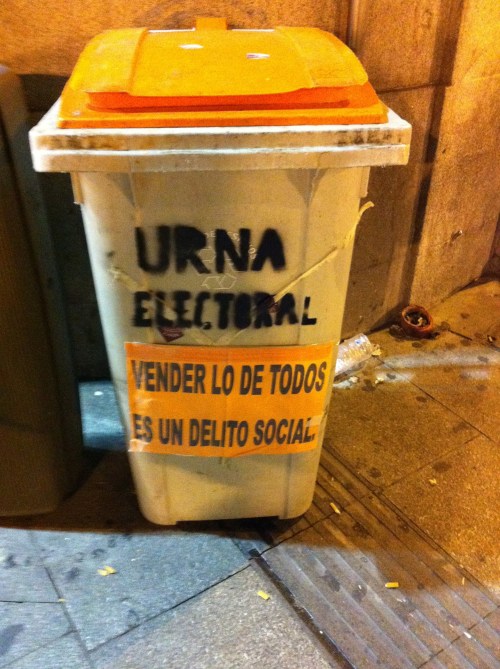 URNA
ELECTORAL
VENDER LO DE TODOS
ES UN DELITO SOCIAL.